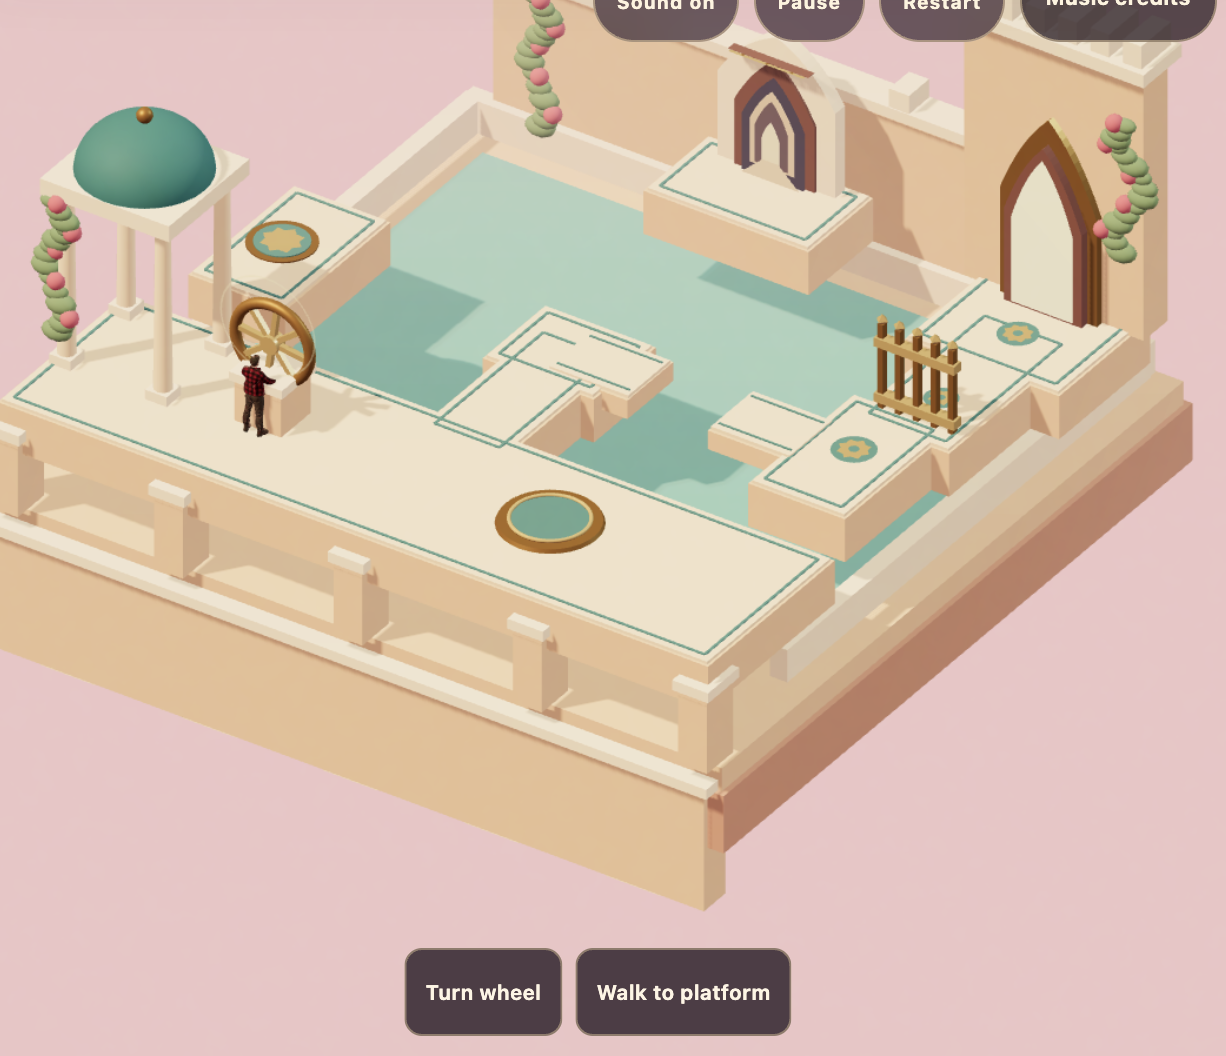 Sound on
Pause
Restart
Music credits
Turn wheel
Walk to platform